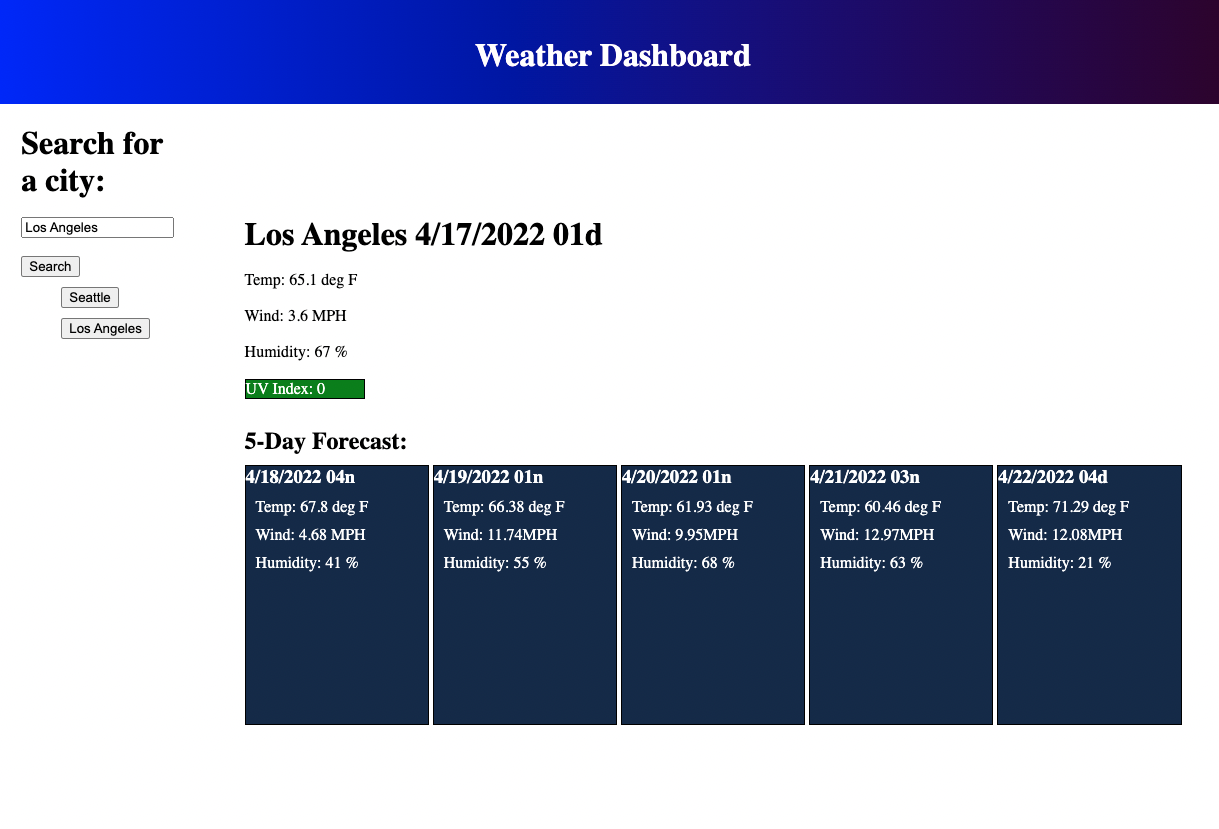 Weather Dashboard
Search for
a city:
Los Angeles
Search
Seattle
Los Angeles
Los Angeles 4/17/2022 01d
Temp: 65.1 deg F
Wind: 3.6 MPH
Humidity: 67 %
UV Index: 0
5-Day Forecast:
4/18/2022 04n
Temp: 67.8 deg F
Wind: 4.68 MPH
Humidity: 41 %
4/19/2022 01n
Temp: 66.38 deg F
Wind: 11.74MPH
Humidity: 55 %
4/20/2022 01n
Temp: 61.93 deg F
Wind: 9.95MPH
Humidity: 68 %
4/21/2022 03n
Temp: 60.46 deg F
Wind: 12.97MPH
Humidity: 63 %
4/22/2022 04d
Temp: 71.29 deg F
Wind: 12.08MPH
Humidity: 21 %